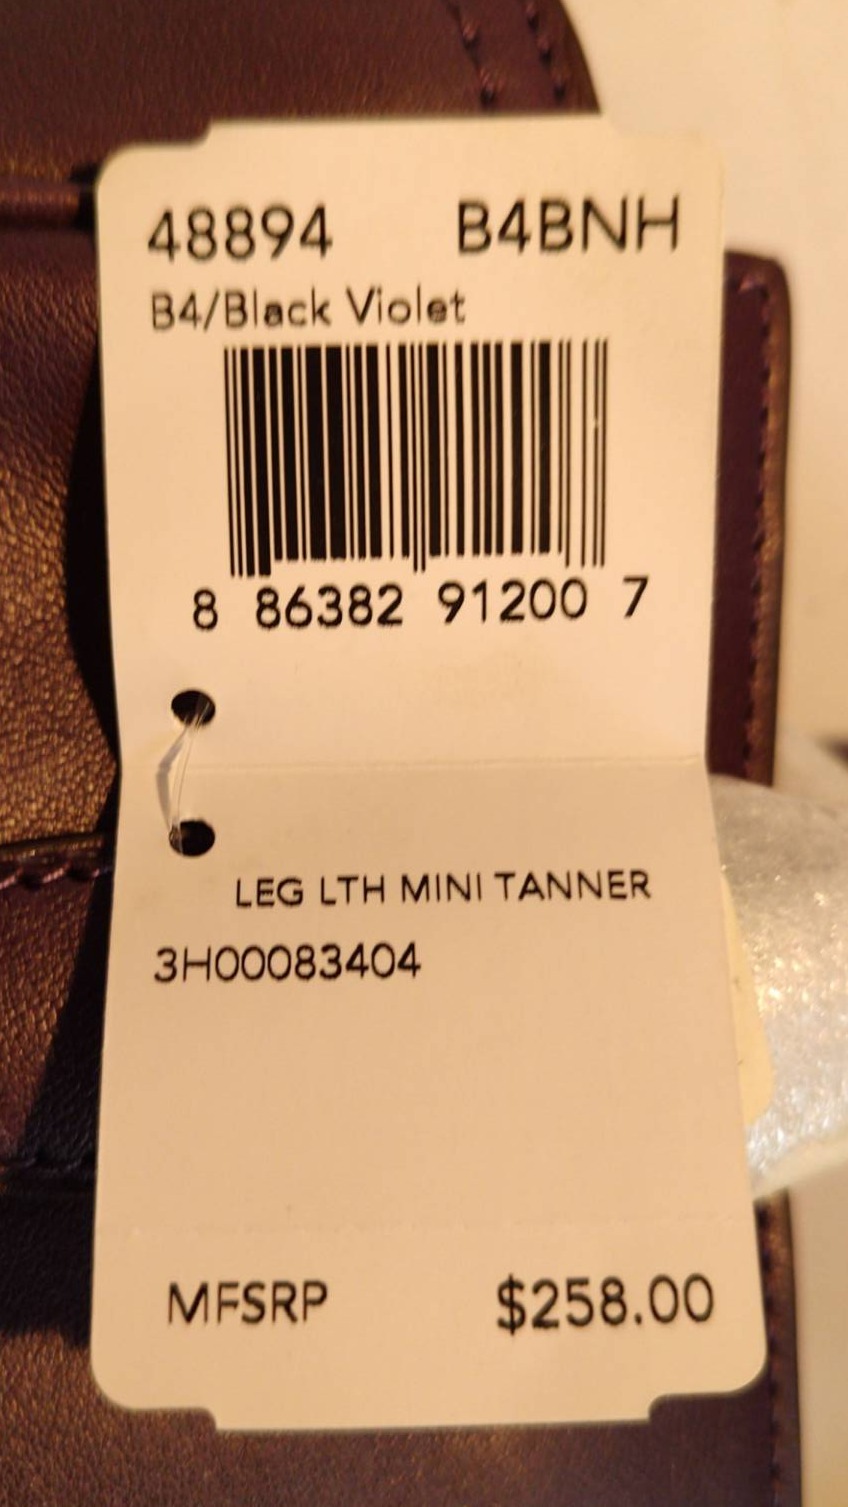 48894 B4BNH
B4/Black Violet
8 86382 91200 7
LEG LTH MINI TANNER
3H00083404
MFSRP $258.00